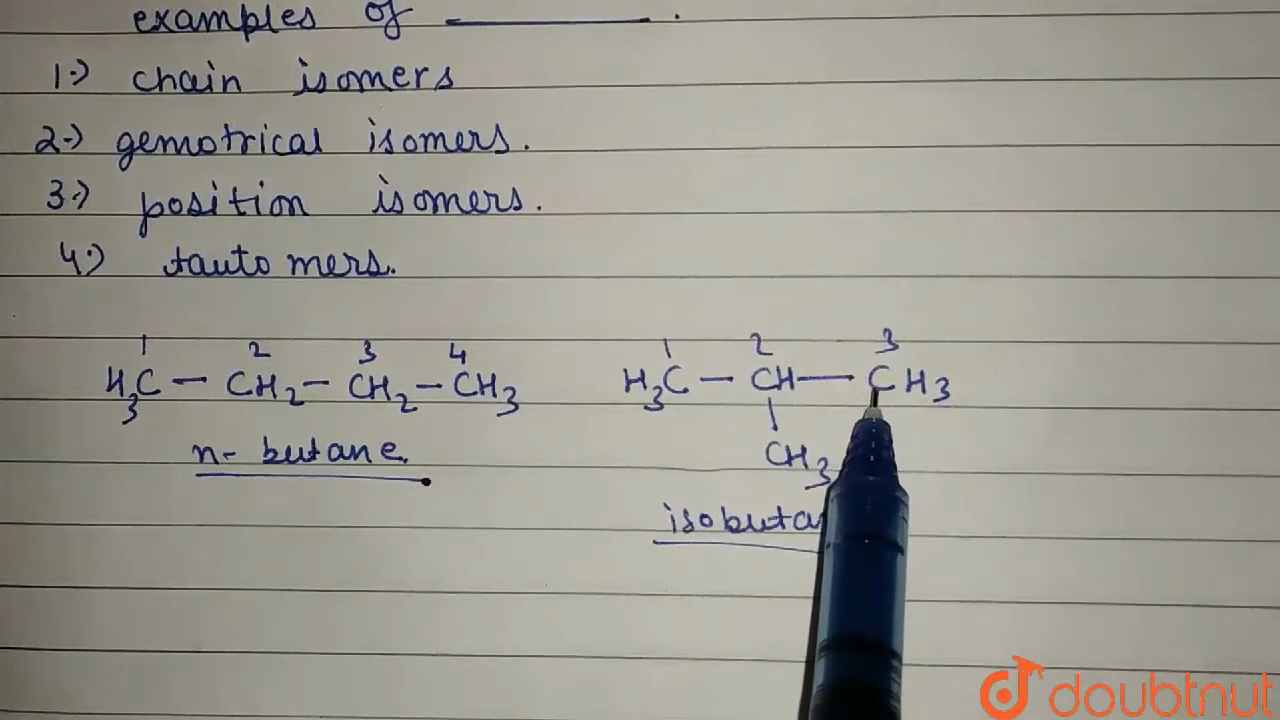 examples of ________.
1.) chain isomers
2.) gemotrical isomers.
3.) position isomers.
4.) tautomers.
1 2 3 4
H3C - CH2 - CH2 - CH3
n-butane.
1 2 3
H3C - CH - CH3
CH3
doubtnut